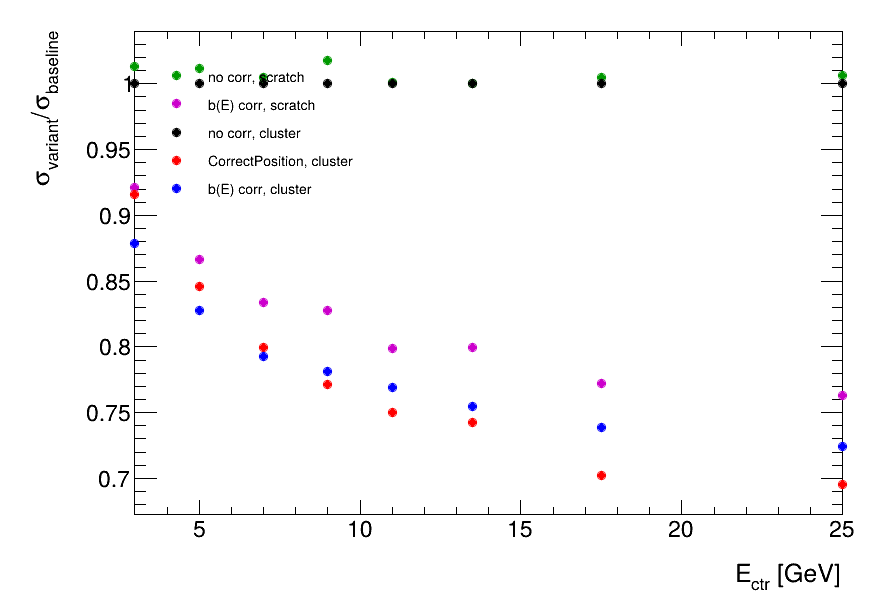 σvariant/σbaseline
no corr, scratch
1
b(E) corr, scratch
no corr, cluster
0.95
CorrectPosition, cluster
b(E) corr, cluster
0.9
0.85
0.8
0.75
0.7
5 10 15 20 25
Ectr [GeV]